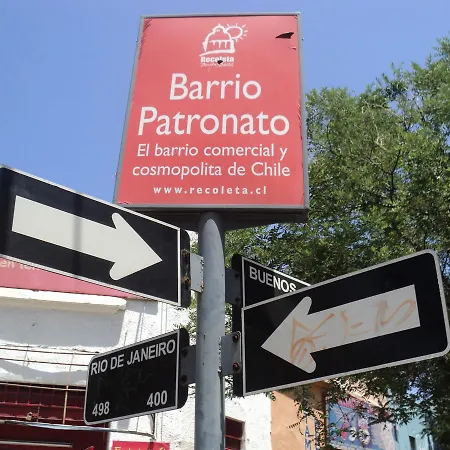 Recoleta
Barrio
Patronato
El barrio comercial y
cosmopolita de Chile
www.recoleta.cl
BUENOS
RIO DE JANEIRO
498 400